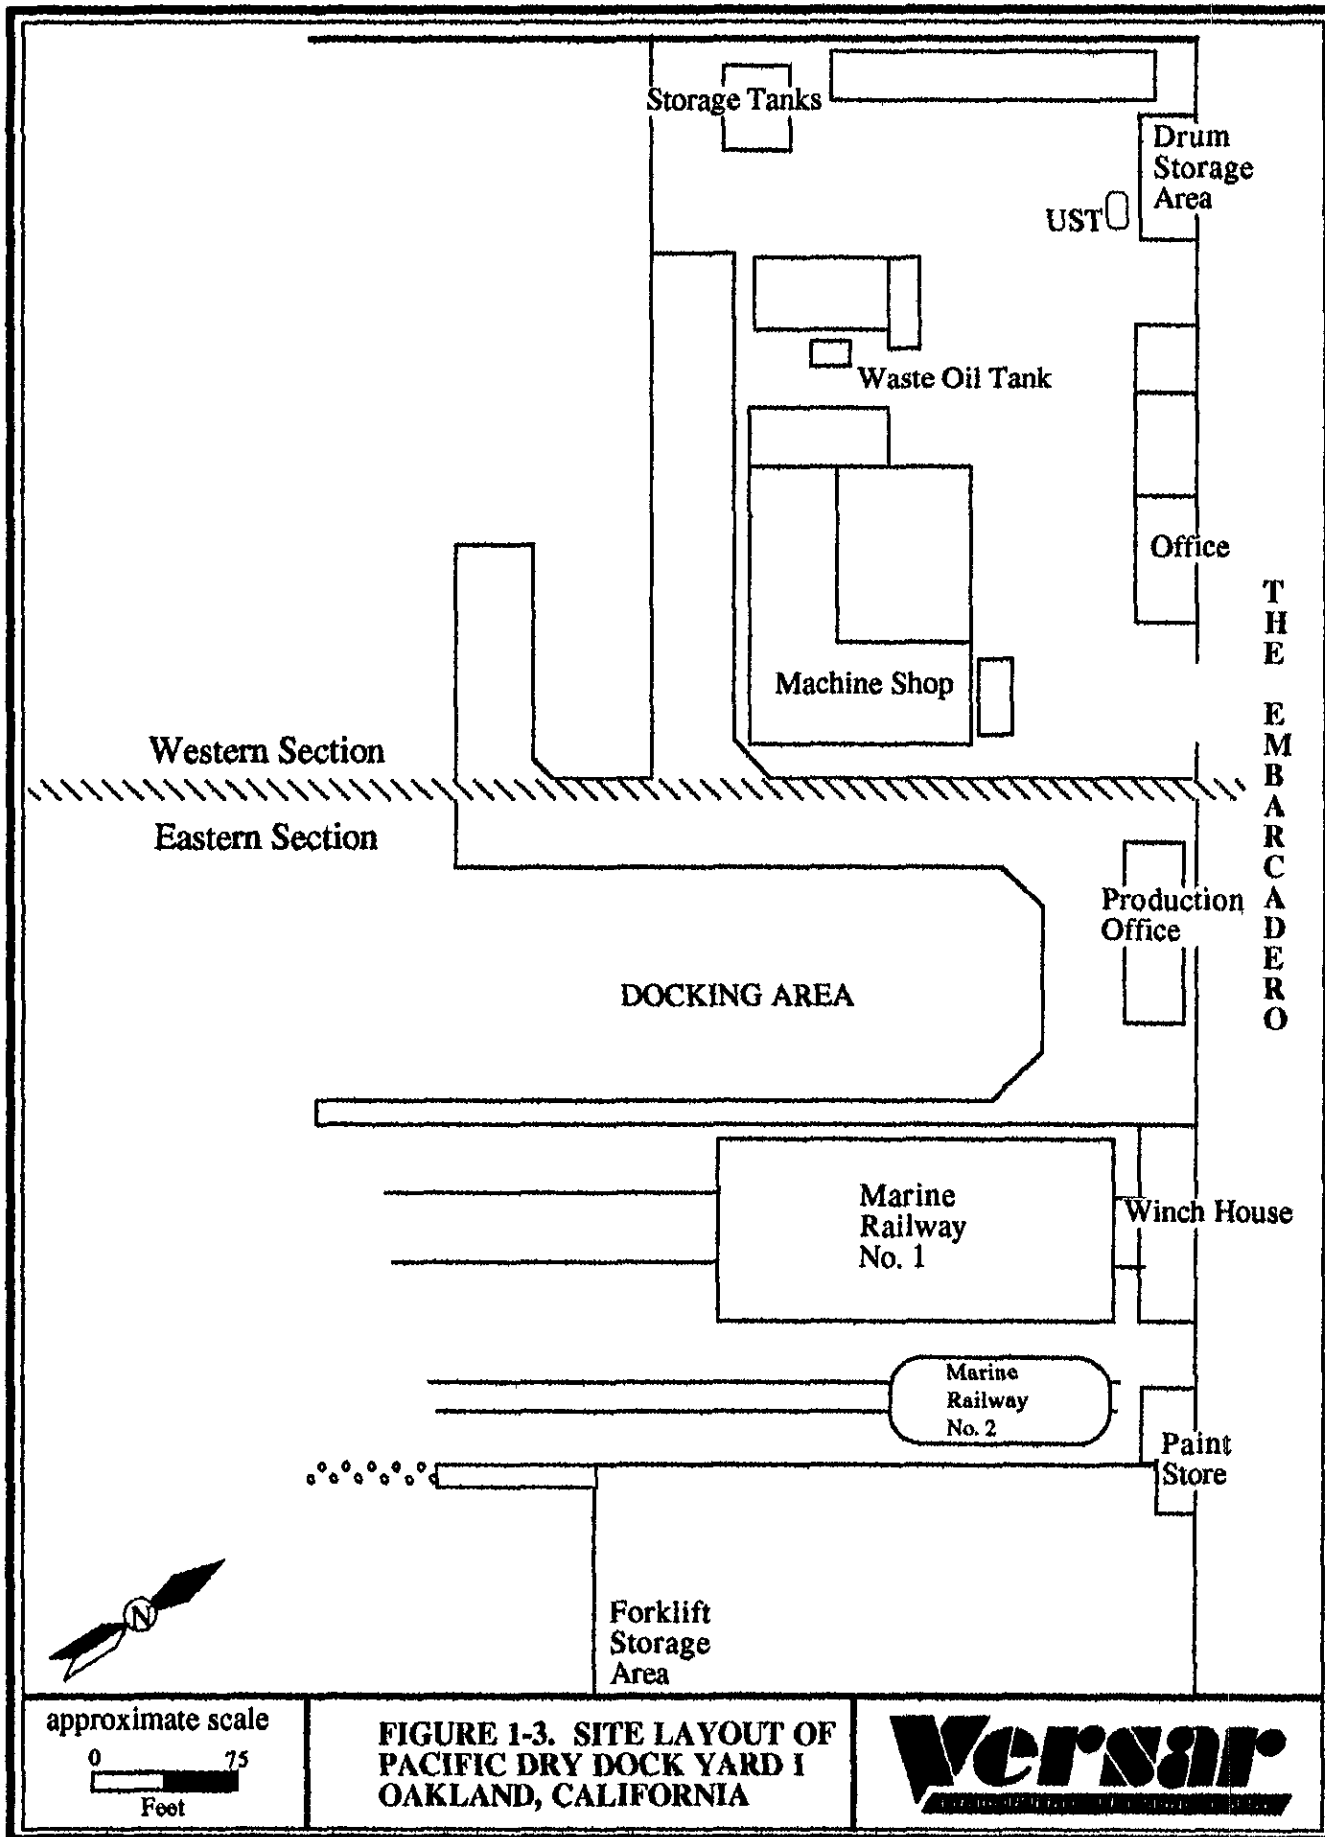 Storage Tanks
Drum
Storage
Area
UST
Waste Oil Tank
Office
Machine Shop
THE EMBARCADERO
Western Section
Eastern Section
Production
Office
DOCKING AREA
Marine
Railway
No. 1
Winch House
Marine
Railway
No. 2
Paint
Store
N
Forklift
Storage
Area
approximate scale
0 75
Feet
FIGURE 1-3. SITE LAYOUT OF
PACIFIC DRY DOCK YARD I
OAKLAND, CALIFORNIA
Versar